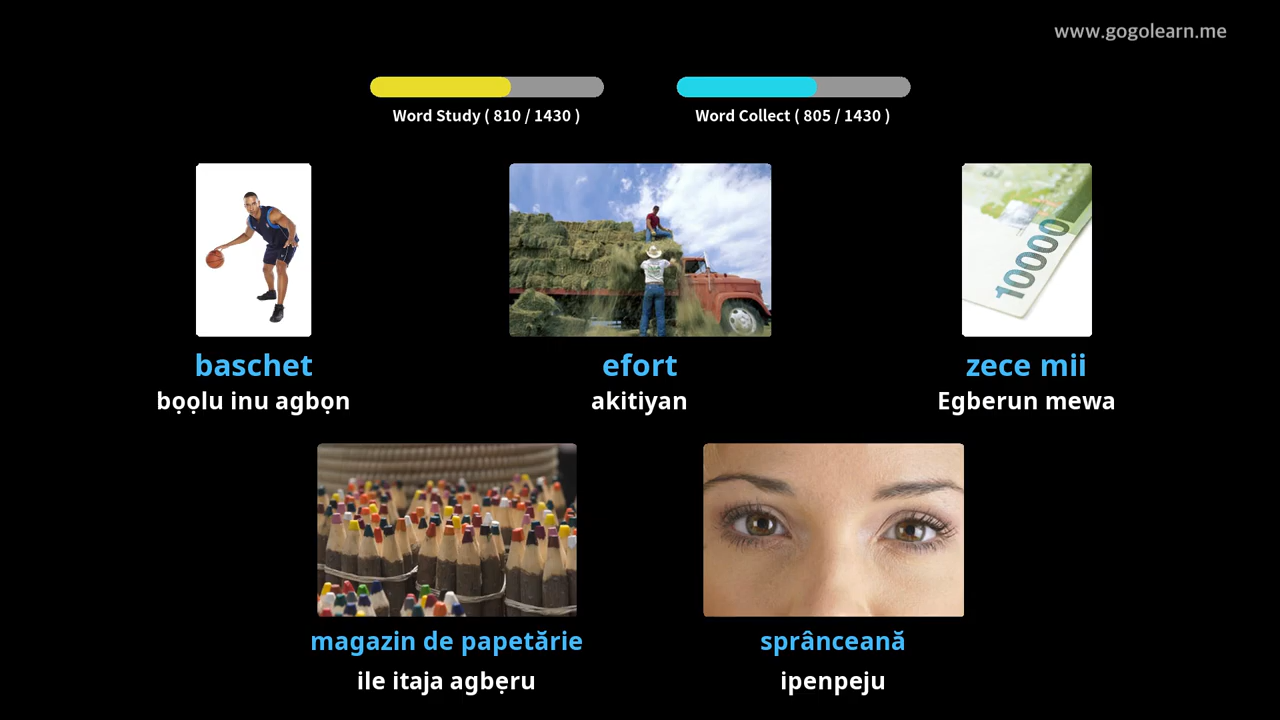 www.gogolearn.me
Word Study ( 810 / 1430 )
Word Collect ( 805 / 1430 )
10000
baschet
efort
zece mii
bọọlu inu agbọn
akitiyan
Egberun mewa
magazin de papetărie
sprânceană
ile itaja agbẹru
ipenpeju